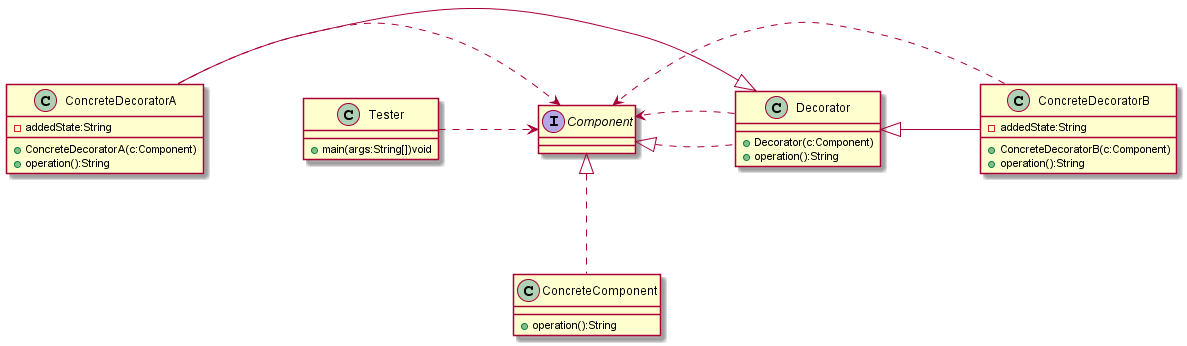 C ConcreteDecoratorA
addedState:String
ConcreteDecoratorA(c:Component)
operation():String
C Tester
main(args:String[])void
I Component
C Decorator
Decorator(c:Component)
operation():String
C ConcreteDecoratorB
addedState:String
ConcreteDecoratorB(c:Component)
operation():String
C ConcreteComponent
operation():String